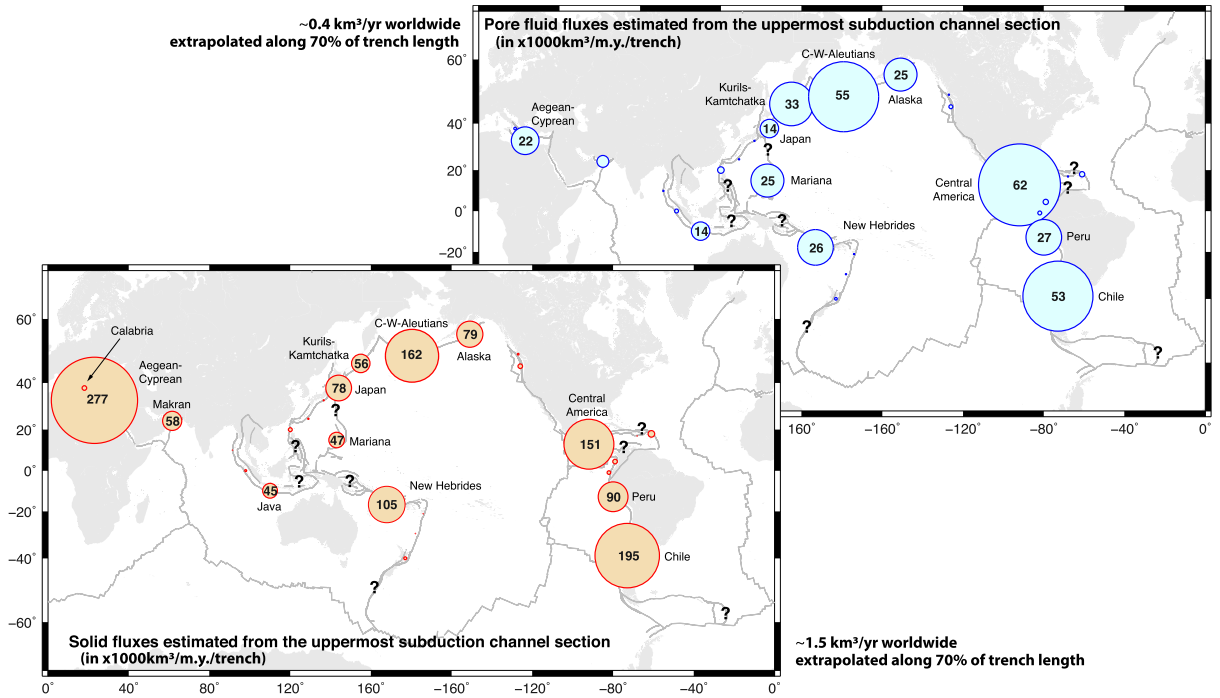 ~0.4 km³/yr worldwide
extrapolated along 70% of trench length
Pore fluid fluxes estimated from the uppermost subduction channel section
(in x1000km³/m.y./trench)
60°
40°
20°
0°
−20°
C-W-Aleutians
55
25
Alaska
Kurils-
Kamtchatka
33
14
Japan
?
Aegean-
Cyprean
22
25
Mariana
?
?
?
14
New Hebrides
26
?
Central
America
62
?
?
27
Peru
53
Chile
?
160°
−160°
−120°
−80°
−40°
0°
60°
40°
20°
0°
−20°
−40°
−60°
Calabria
Aegean-
Cyprean
277
Makran
58
C-W-Aleutians
162
79
Alaska
Kurils-
Kamtchatka
56
78
Japan
?
47
Mariana
?
?
?
45
Java
New Hebrides
105
?
Central
America
151
?
?
90
Peru
195
Chile
?
Solid fluxes estimated from the uppermost subduction channel section
(in x1000km³/m.y./trench)
0°
40°
80°
120°
160°
−160°
−120°
−80°
−40°
0°
~1.5 km³/yr worldwide
extrapolated along 70% of trench length